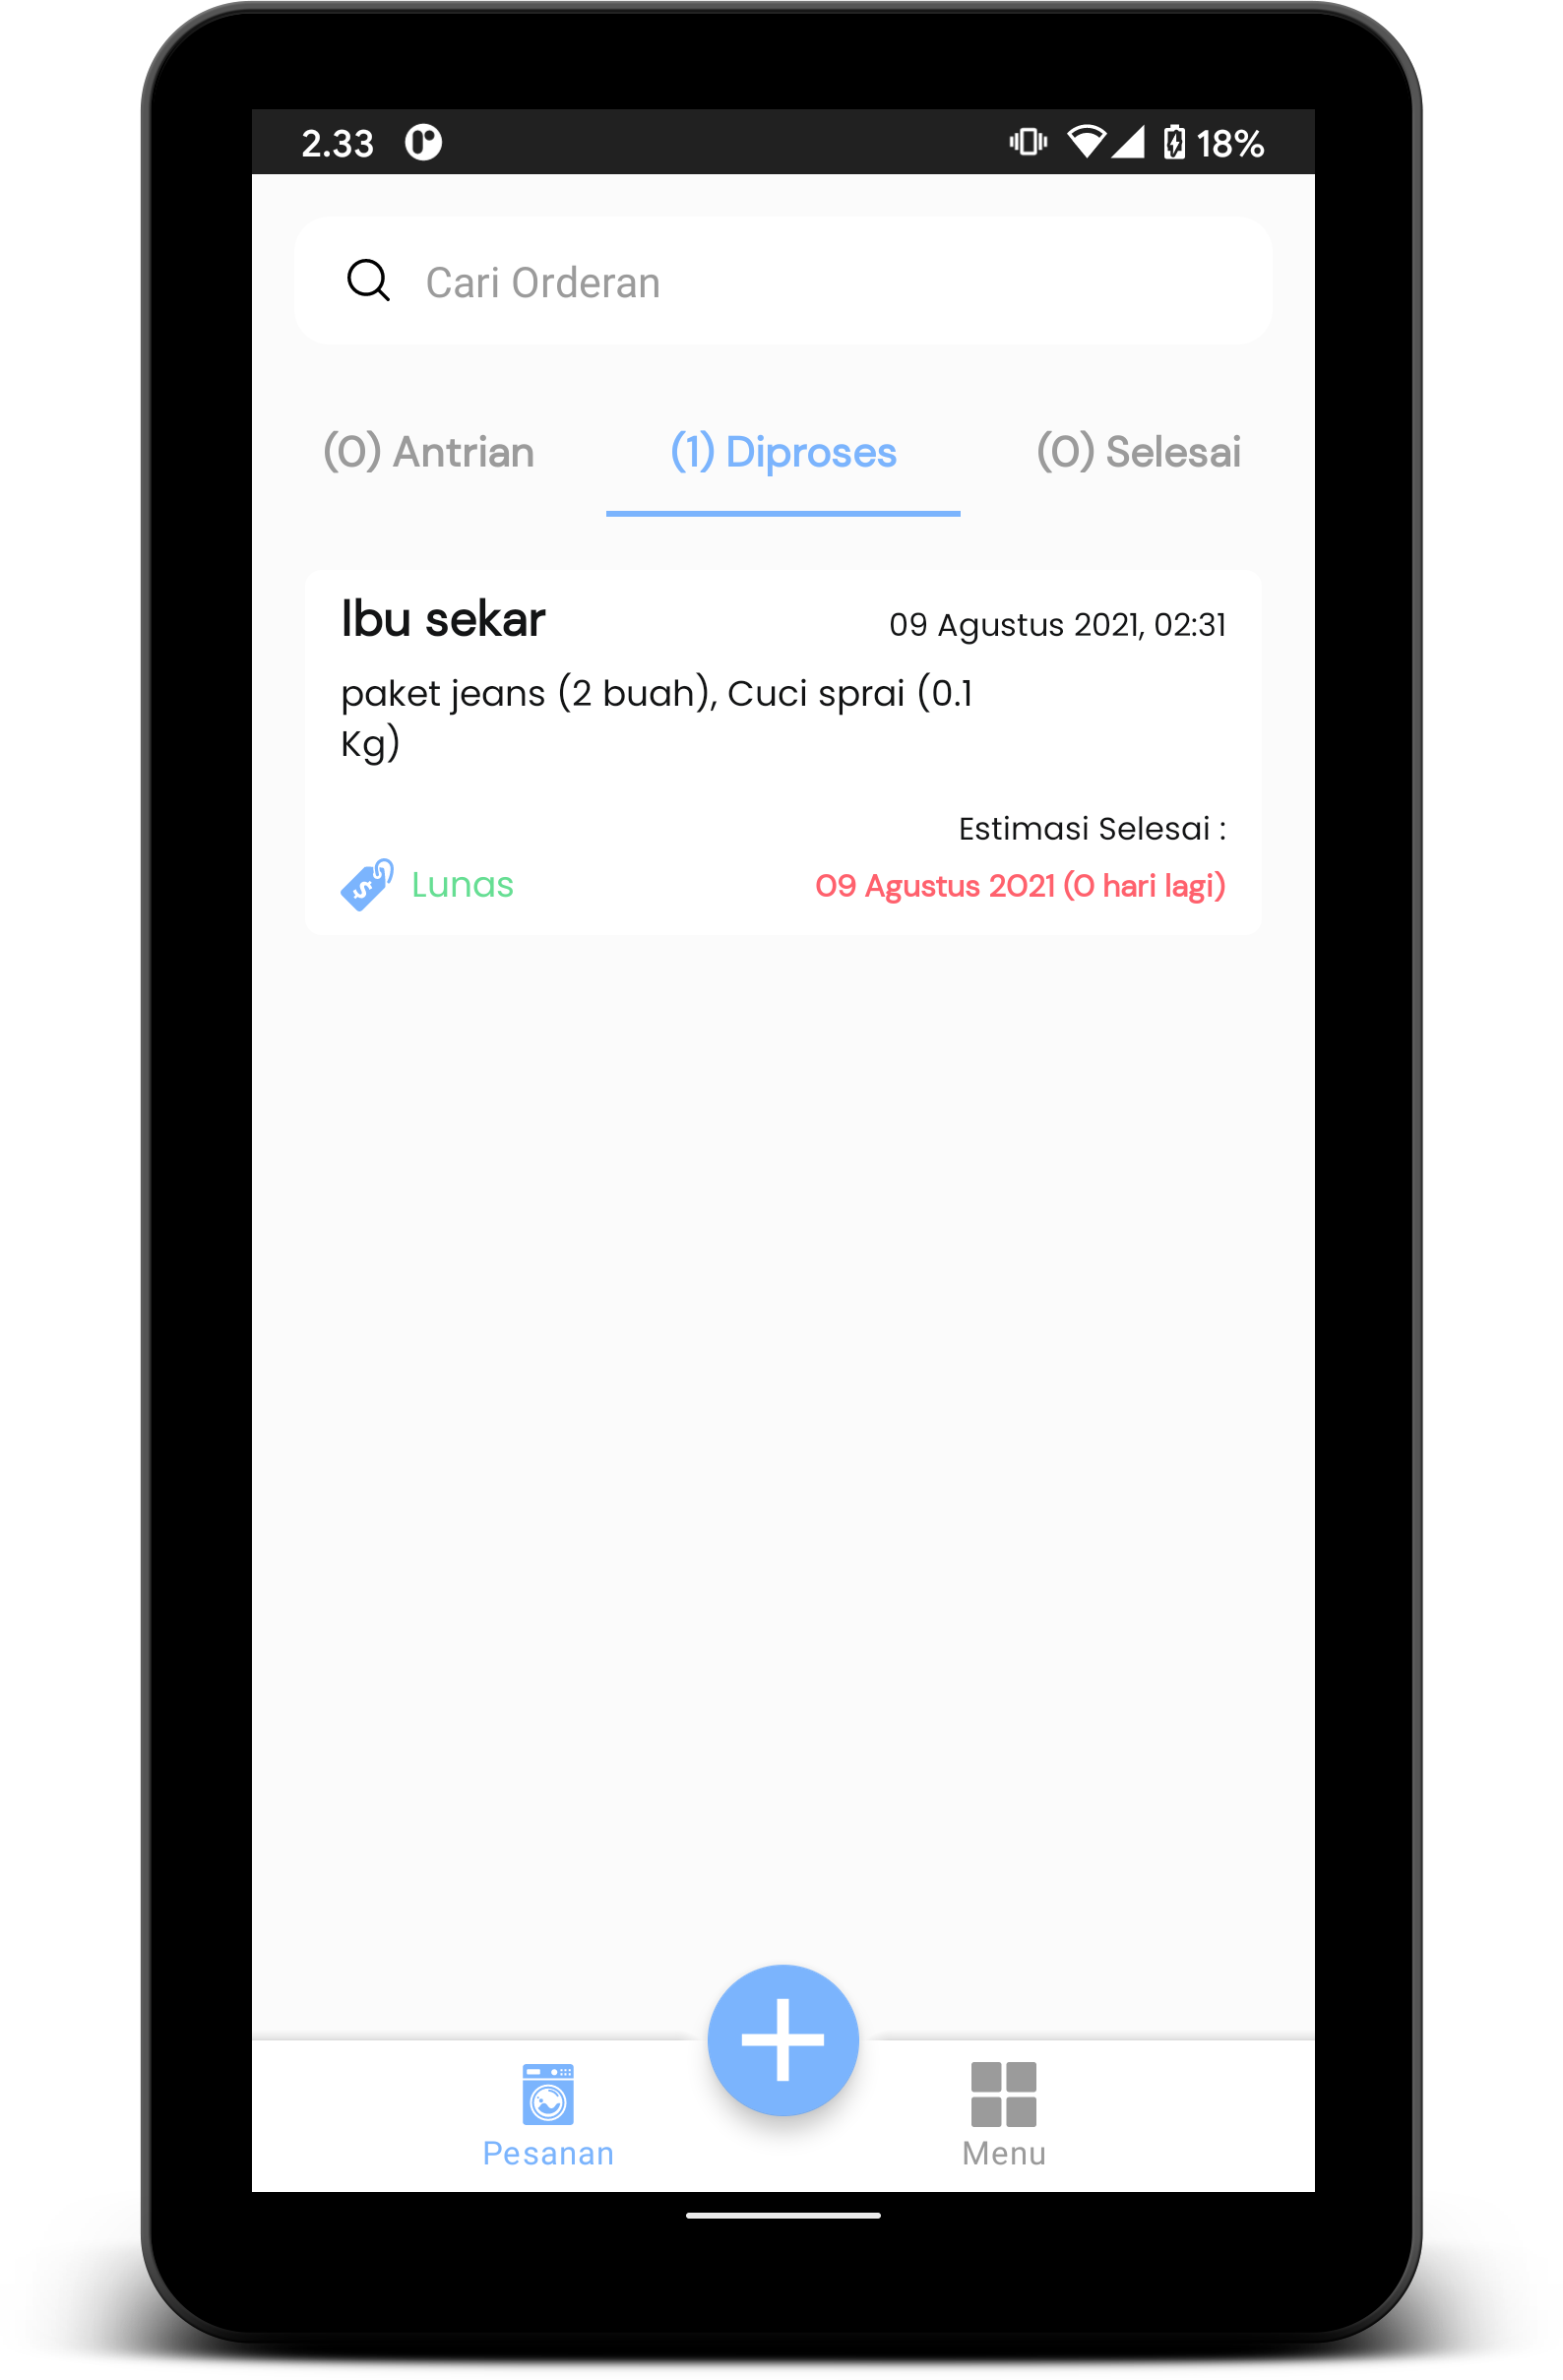 2.33 18%
Cari Orderan
(0) Antrian (1) Diproses (0) Selesai
Ibu sekar 09 Agustus 2021, 02:31
paket jeans (2 buah), Cuci sprai (0.1
Kg)
Estimasi Selesai :
Lunas 09 Agustus 2021 (0 hari lagi)
Pesanan Menu